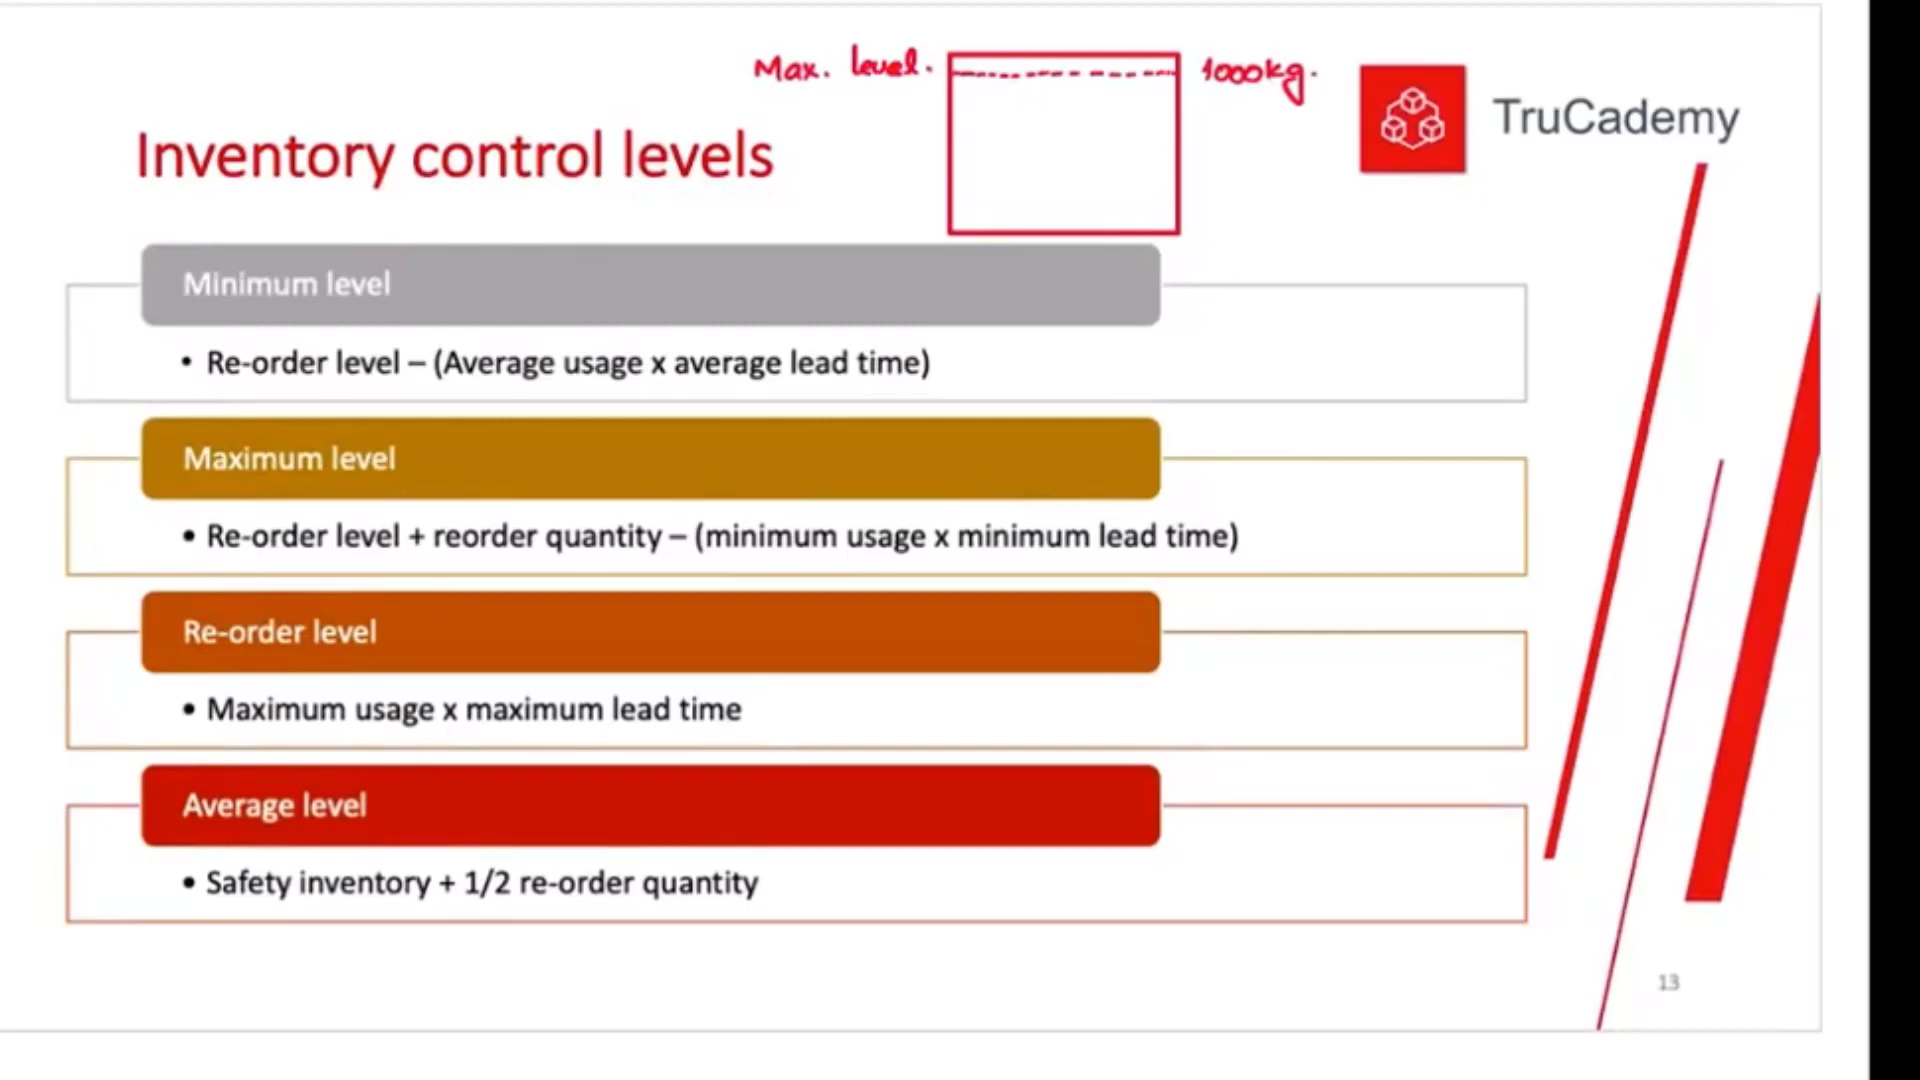 Max. level.
1000kg.
TruCademy
Inventory control levels
Minimum level
• Re-order level – (Average usage x average lead time)
Maximum level
• Re-order level + reorder quantity – (minimum usage x minimum lead time)
Re-order level
• Maximum usage x maximum lead time
Average level
• Safety inventory + 1/2 re-order quantity
13